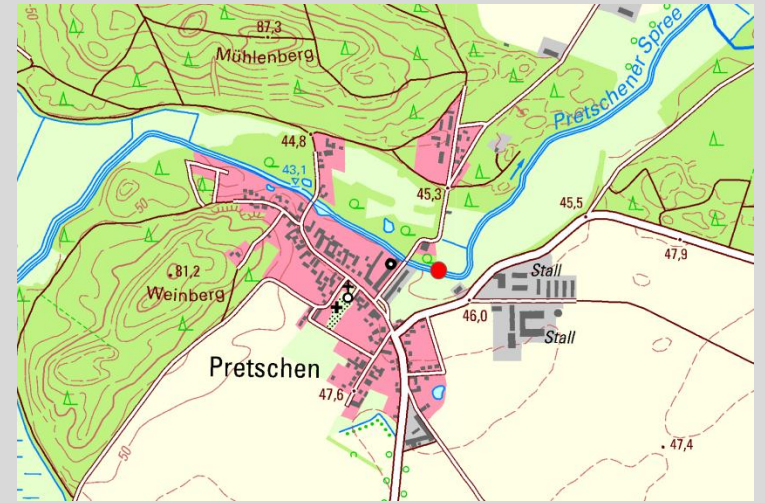 87,3
Mühlenberg
Pretschener Spree
44,8
43,1
50
45,3
45,5
47,9
81,2
Weinberg
Stall
46,0
Stall
Pretschen
47,6
50
47,4